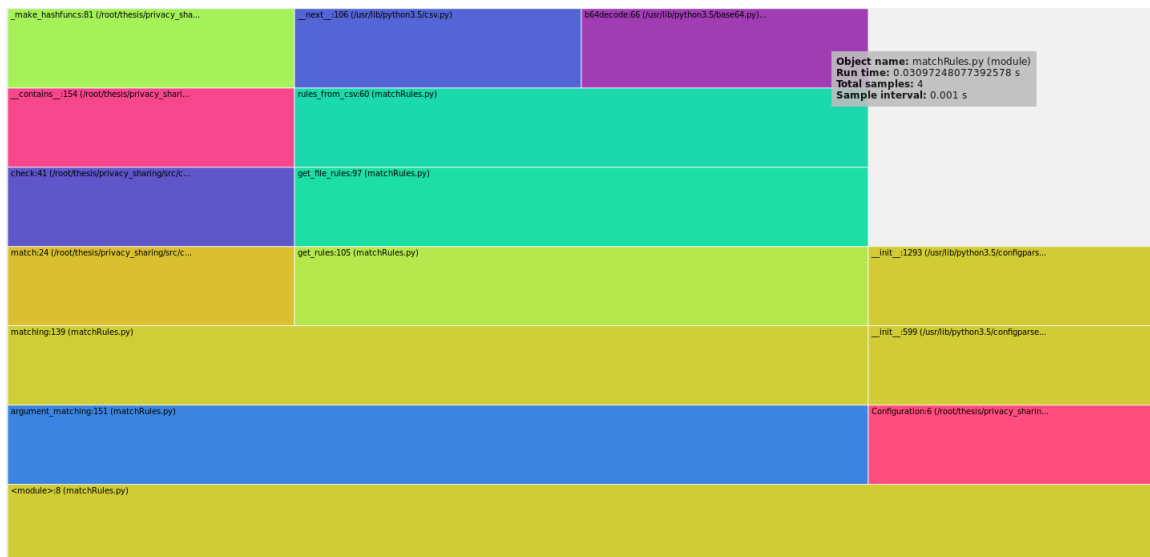 _make_hashfuncs:81 (/root/thesis/privacy_sha...
__next__:106 (/usr/lib/python3.5/csv.py)
b64decode:66 (/usr/lib/python3.5/base64.py)...
Object name: matchRules.py (module)
Run time: 0.03097248077392578 s
Total samples: 4
Sample interval: 0.001 s
__contains__:154 (/root/thesis/privacy_shari...
rules_from_csv:60 (matchRules.py)
check:41 (/root/thesis/privacy_sharing/src/c...
get_file_rules:97 (matchRules.py)
match:24 (/root/thesis/privacy_sharing/src/c...
get_rules:105 (matchRules.py)
__init__:1293 (/usr/lib/python3.5/configpars...
matching:139 (matchRules.py)
__init__:599 (/usr/lib/python3.5/configparse...
argument_matching:151 (matchRules.py)
Configuration:6 (/root/thesis/privacy_sharin...
<module>:8 (matchRules.py)